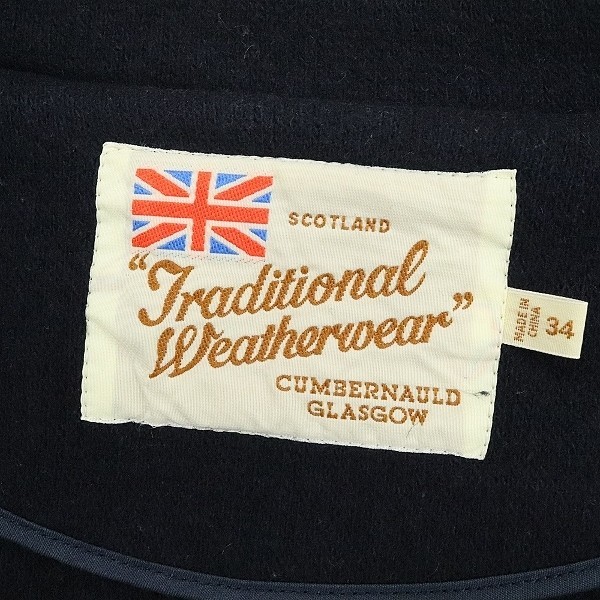 SCOTLAND
"Traditional
Weatherwear"
CUMBERNAULD
GLASGOW
MADE IN
CHINA
34